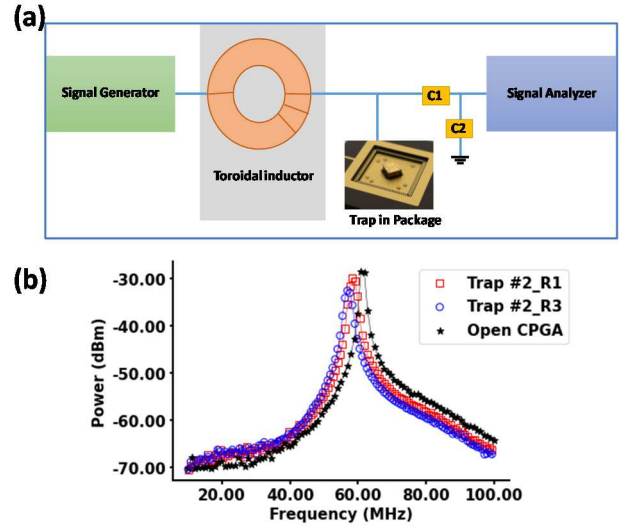 (a)
Signal Generator
Toroidal inductor
C1
C2
Signal Analyzer
Trap in Package
(b)
Power (dBm)
-30.00
-40.00
-50.00
-60.00
-70.00
Trap #2_R1
Trap #2_R3
Open CPGA
20.00 40.00 60.00 80.00 100.00
Frequency (MHz)